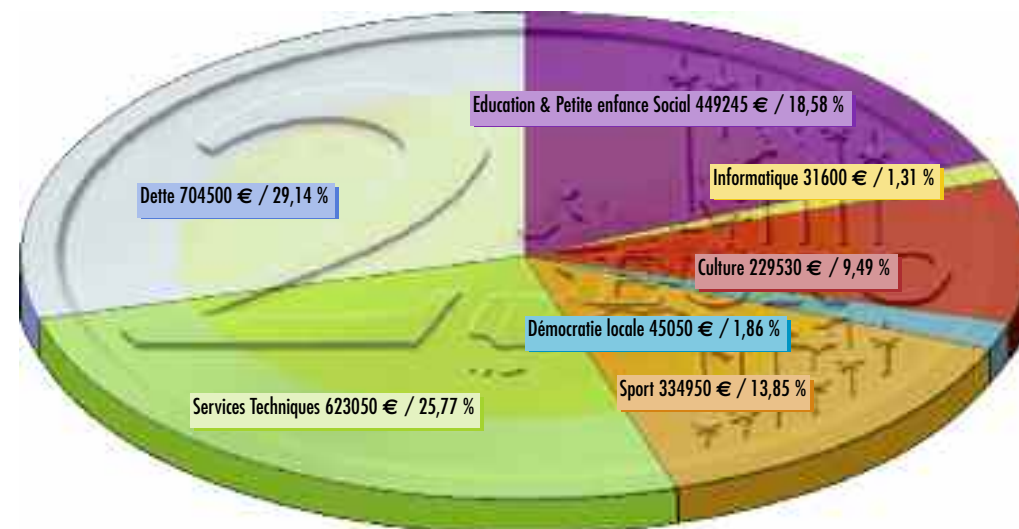 Education & Petite enfance Social 449245 € / 18,58 %
Informatique 31600 € / 1,31 %
Dette 704500 € / 29,14 %
Culture 229530 € / 9,49 %
Démocratie locale 45050 € / 1,86 %
Sport 334950 € / 13,85 %
Services Techniques 623050 € / 25,77 %